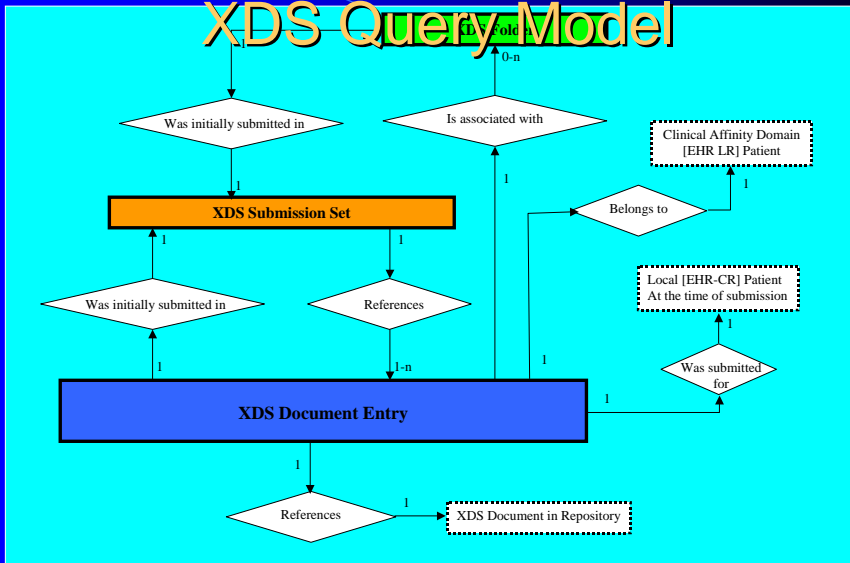 XDS Query Model
XDS Folder
1
0-n
Was initially submitted in
Is associated with
Clinical Affinity Domain
[EHR LR] Patient
1
1
1
XDS Submission Set
Belongs to
1
1
Local [EHR-CR] Patient
At the time of submission
Was initially submitted in
References
1
1
1-n
1
Was submitted
for
1
XDS Document Entry
1
1
References
XDS Document in Repository